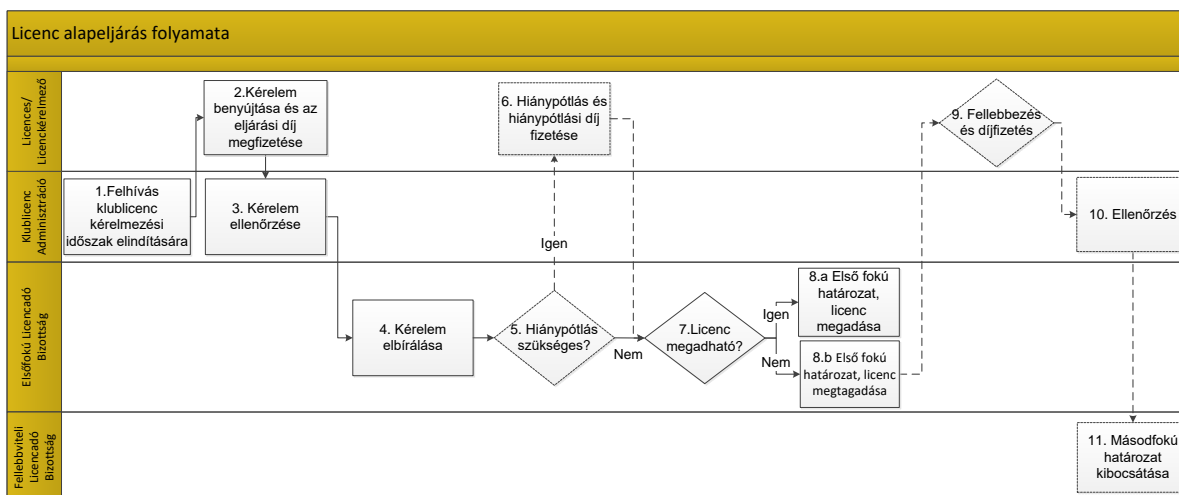 Licenc alapeljárás folyamata
Licences/
Licenckérelmező
2.Kérelem
benyújtása és az
eljárási díj
megfizetése
6. Hiánypótlás és
hiánypótlási díj
fizetése
9. Fellebbezés
és díjfizetés
Klublicenc
Adminisztráció
1.Felhívás
klublicenc
kérelmezési
időszak elindítására
3. Kérelem
ellenőrzése
Igen
10. Ellenőrzés
Elsőfokú Licencadó
Bizottság
4. Kérelem
elbírálása
5. Hiánypótlás
szükséges?
Nem
7.Licenc
megadható?
Igen
Nem
8.a Első fokú
határozat,
licenc
megadása
8.b Első fokú
határozat, licenc
megtagadása
Fellebbviteli
Licencadó
Bizottság
11. Másodfokú
határozat
kibocsátása